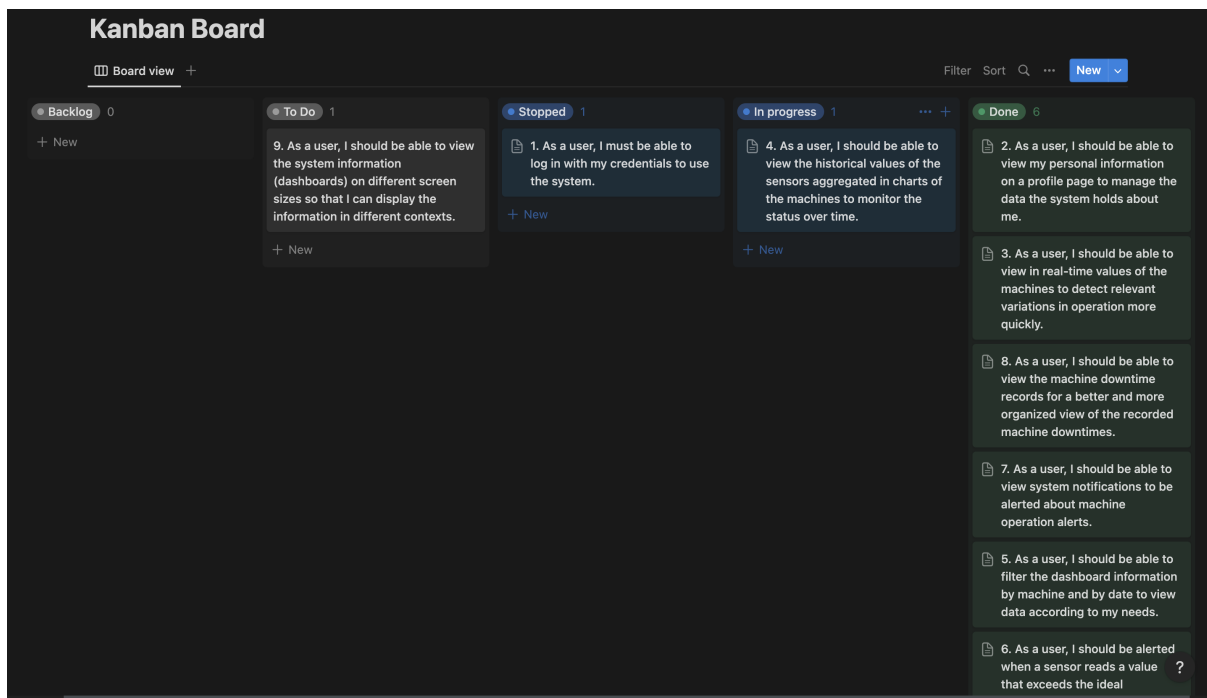 Kanban Board
Board view
Filter Sort New
Backlog 0
+ New
To Do 1
9. As a user, I should be able to view
the system information
(dashboards) on different screen
sizes so that I can display the
information in different contexts.
+ New
Stopped 1
1. As a user, I must be able to
log in with my credentials to use
the system.
+ New
In progress 1
4. As a user, I should be able to
view the historical values of the
sensors aggregated in charts of
the machines to monitor the
status over time.
+ New
Done 6
2. As a user, I should be able to
view my personal information
on a profile page to manage the
data the system holds about
me.
3. As a user, I should be able to
view in real-time values of the
machines to detect relevant
variations in operation more
quickly.
8. As a user, I should be able to
view the machine downtime
records for a better and more
organized view of the recorded
machine downtimes.
7. As a user, I should be able to
view system notifications to be
alerted about machine
operation alerts.
5. As a user, I should be able to
filter the dashboard information
by machine and by date to view
data according to my needs.
6. As a user, I should be alerted
when a sensor reads a value
that exceeds the ideal
?